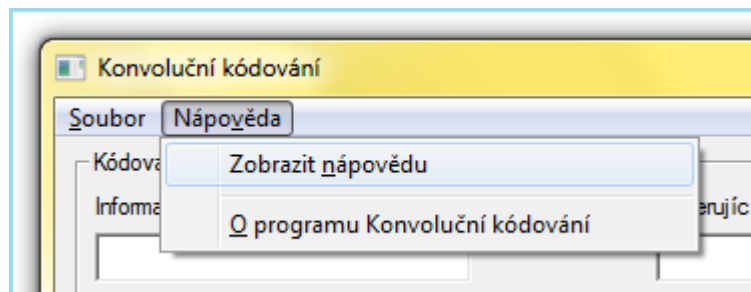 Konvoluční kódování
Soubor Nápověda
Zobrazit nápovědu
O programu Konvoluční kódování